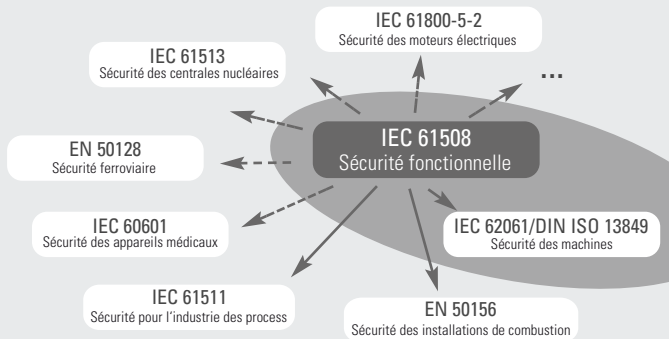 IEC 61800-5-2
Sécurité des moteurs électriques
IEC 61513
Sécurité des centrales nucléaires
...
IEC 61508
Sécurité fonctionnelle
EN 50128
Sécurité ferroviaire
IEC 60601
Sécurité des appareils médicaux
IEC 62061/DIN ISO 13849
Sécurité des machines
IEC 61511
Sécurité pour l'industrie des process
EN 50156
Sécurité des installations de combustion